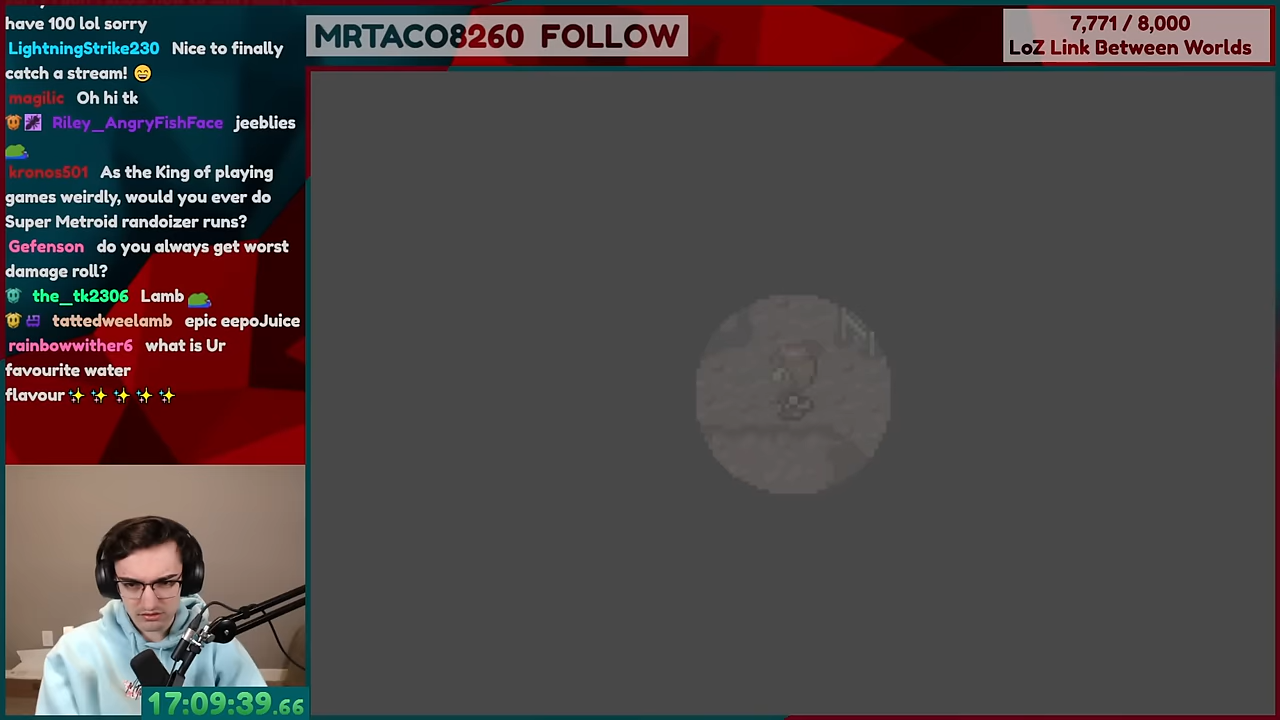 have 100 lol sorry
MRTACO8260 FOLLOW
7,771 / 8,000
LoZ Link Between Worlds
LightningStrike230 Nice to finally
catch a stream! 😄
magilic Oh hi tk
Riley_AngryFishFace jeeblies
kronos501 As the King of playing
games weirdly, would you ever do
Super Metroid randoizer runs?
Gefenson do you always get worst
damage roll?
the_tk2306 Lamb
tattedweelamb epic eepoJuice
rainbowwither6 what is Ur
favourite water
flavour✨ ✨ ✨ ✨ ✨
17:09:39.66